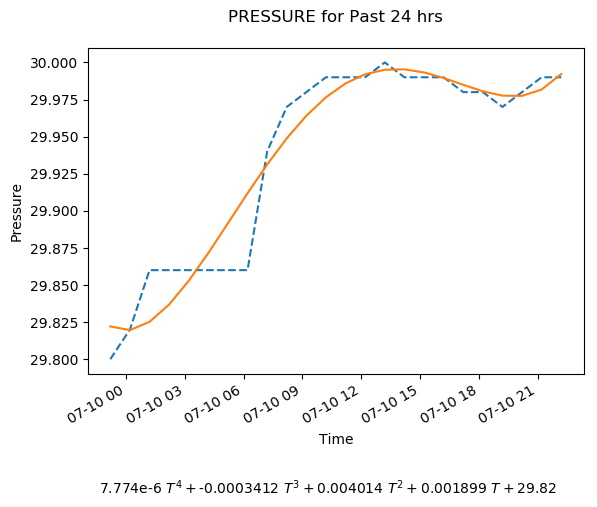 PRESSURE for Past 24 hrs
30.000
29.975
29.950
29.925
29.900
29.875
29.850
29.825
29.800
Pressure
07-10 00 07-10 03 07-10 06 07-10 09 07-10 12 07-10 15 07-10 18 07-10 21
Time
7.774e-6 T⁴ + -0.0003412 T³ + 0.004014 T² + 0.001899 T + 29.82